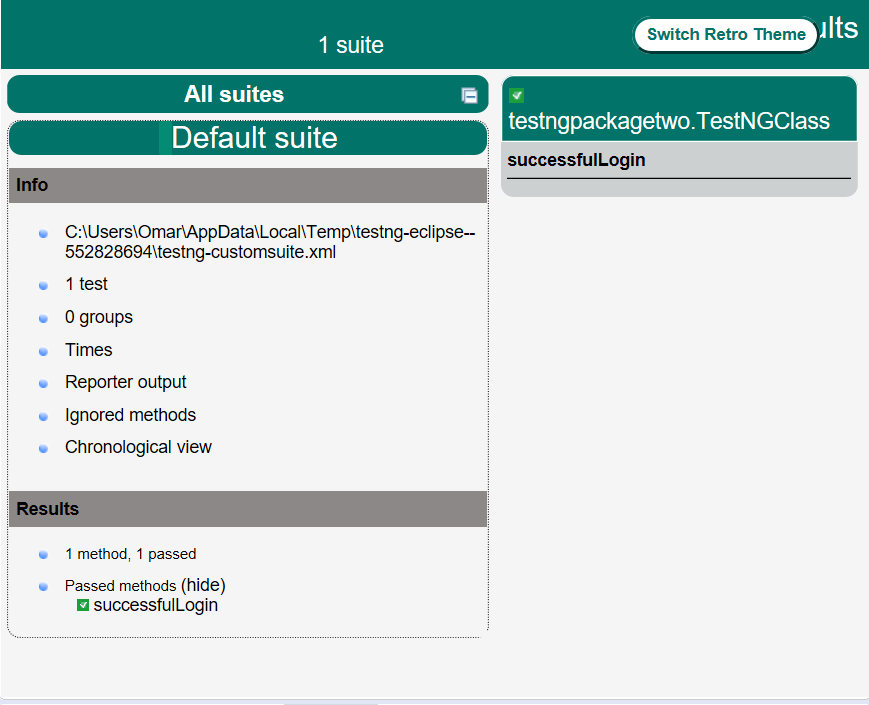 1 suite
Switch Retro Theme
ults
All suites
Default suite
Info
C:\Users\Omar\AppData\Local\Temp\testng-eclipse--
552828694\testng-customsuite.xml
1 test
0 groups
Times
Reporter output
Ignored methods
Chronological view
Results
1 method, 1 passed
Passed methods (hide)
successfulLogin
testngpackagetwo.TestNGClass
successfulLogin